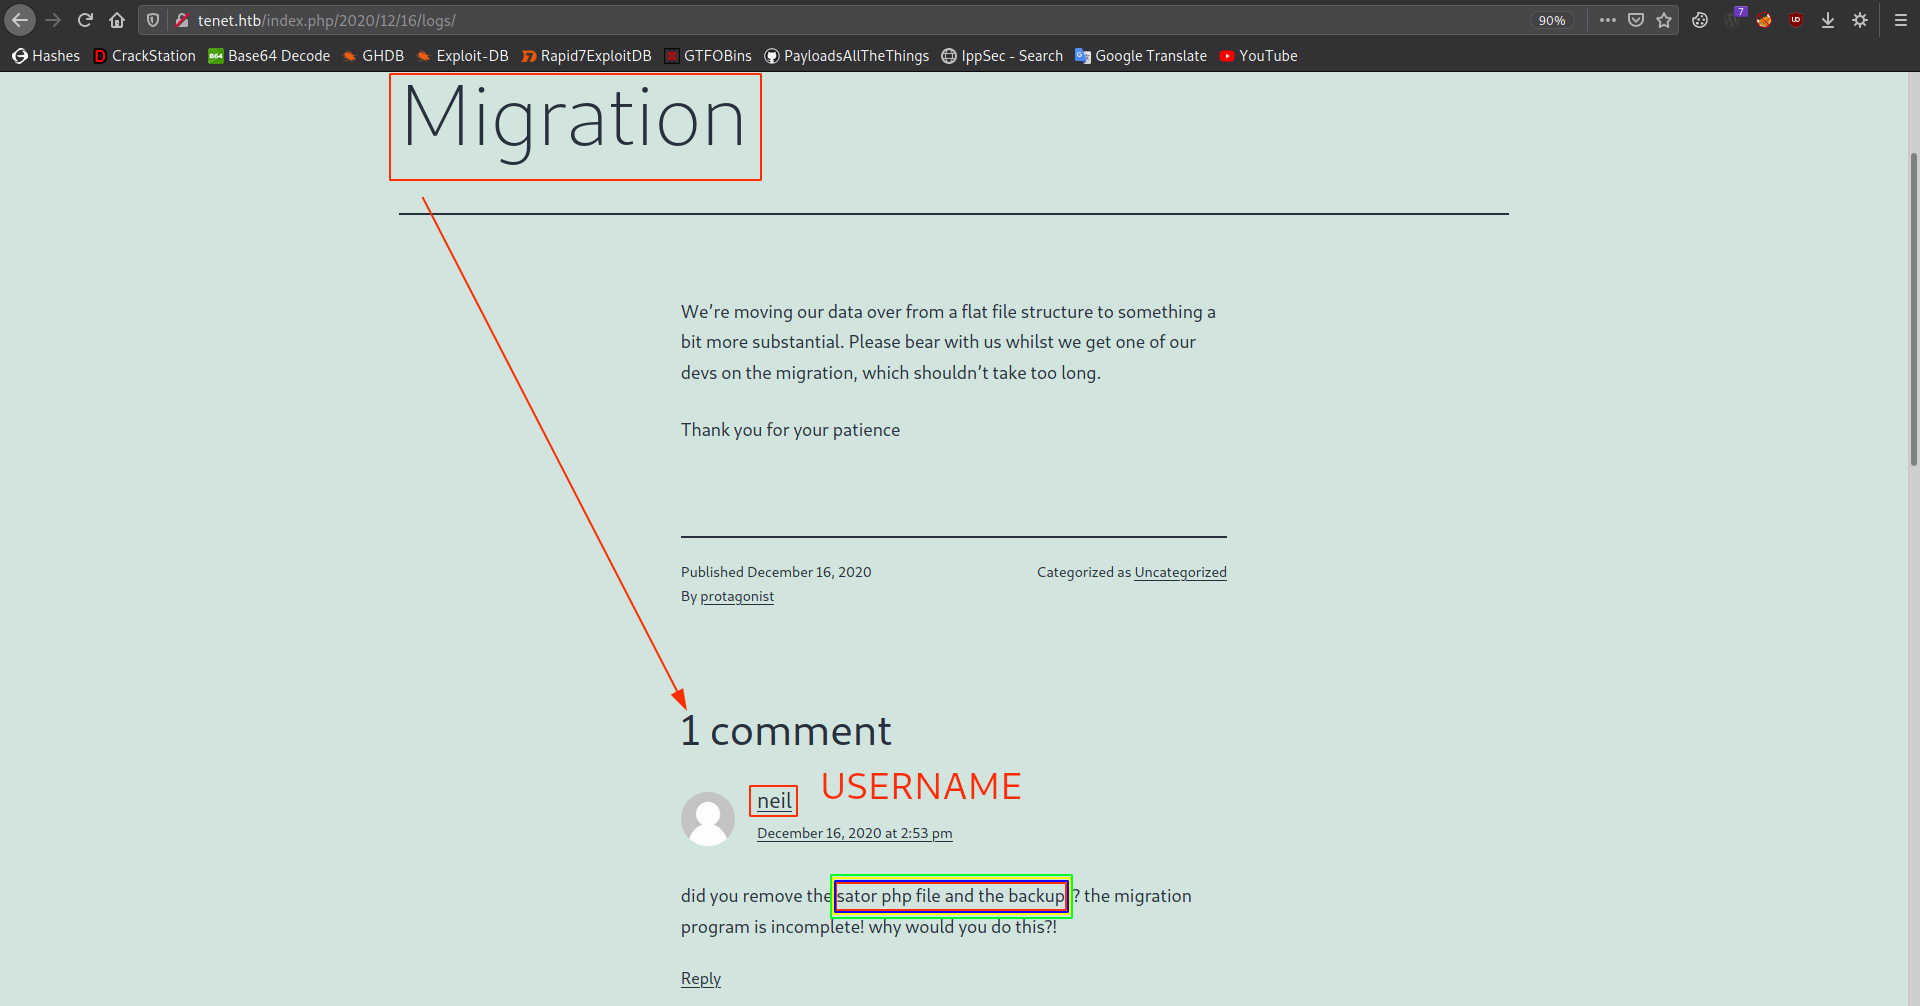 tenet.htb/index.php/2020/12/16/logs/
90%
7
Hashes CrackStation Base64 Decode GHDB Exploit-DB Rapid7ExploitDB GTFOBins PayloadsAllTheThings IppSec - Search Google Translate YouTube
Migration
We’re moving our data over from a flat file structure to something a
bit more substantial. Please bear with us whilst we get one of our
devs on the migration, which shouldn’t take too long.
Thank you for your patience
Published December 16, 2020
Categorized as Uncategorized
By protagonist
1 comment
neil
USERNAME
December 16, 2020 at 2:53 pm
did you remove the sator php file and the backup? the migration
program is incomplete! why would you do this?!
Reply